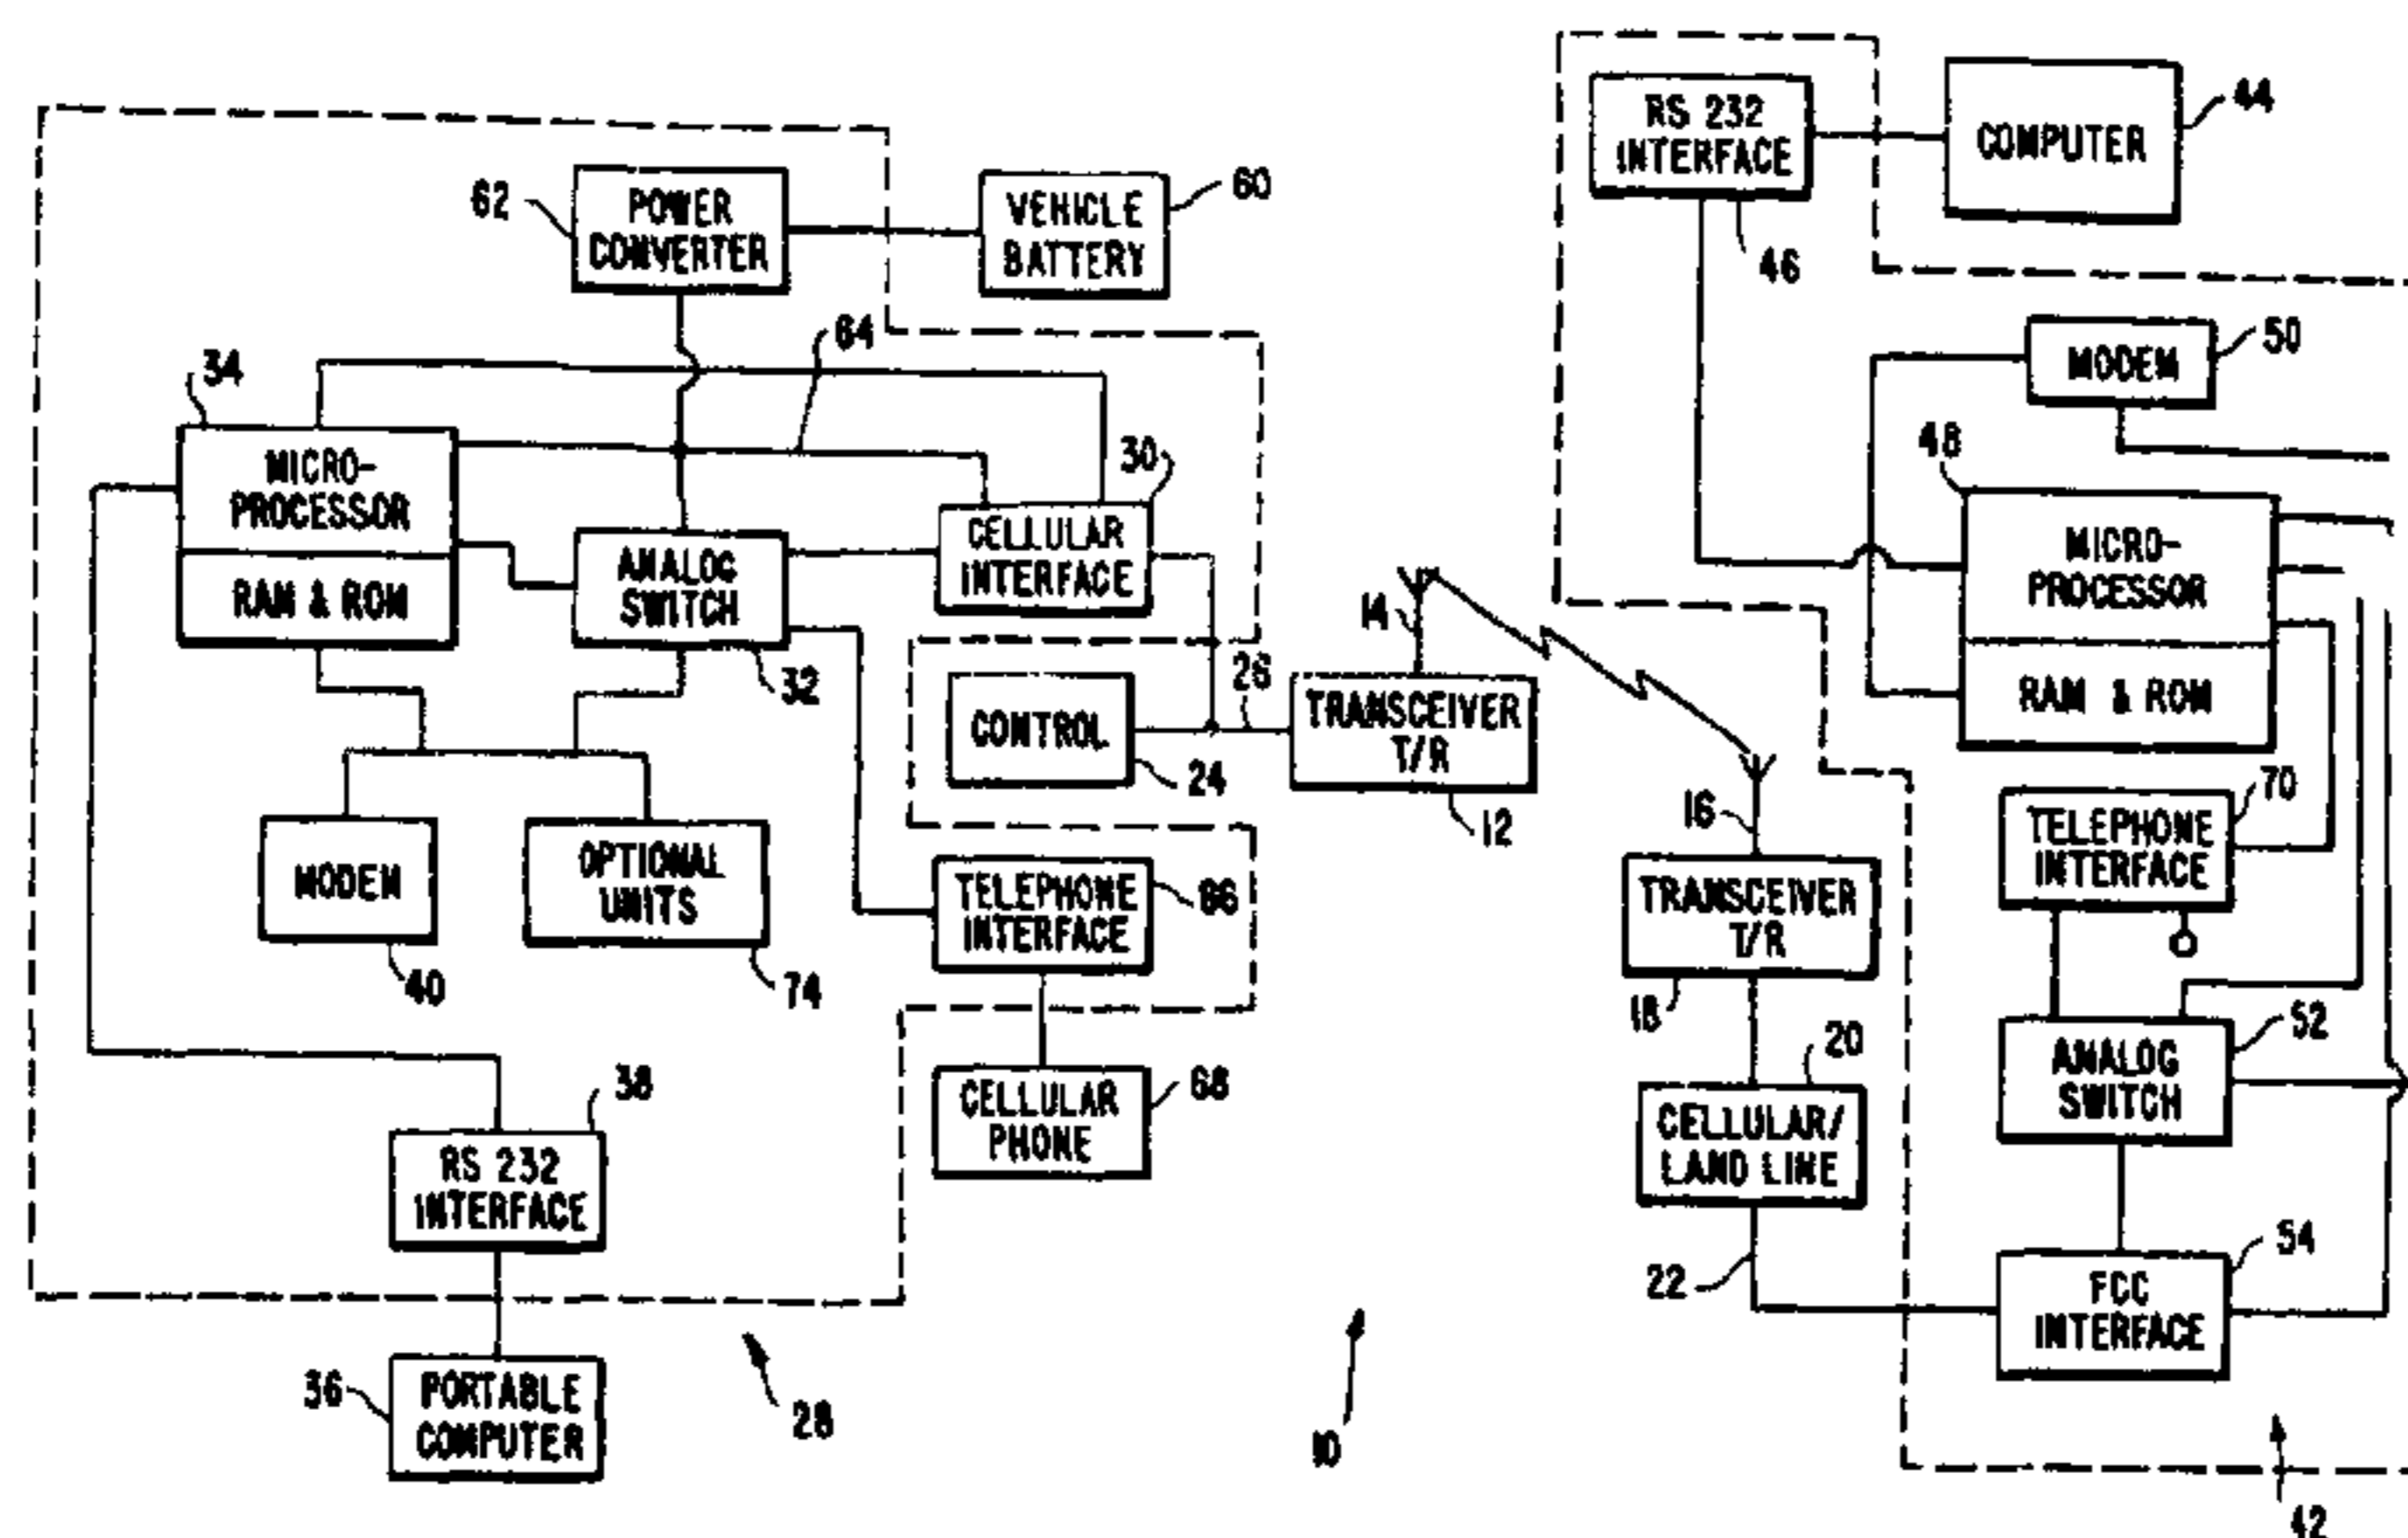 62
POWER
CONVERTER
VEHICLE
BATTERY
60
64
34
MICRO-
PROCESSOR
RAM & ROM
ANALOG
SWITCH
32
30
CELLULAR
INTERFACE
CONTROL
24
26
14
TRANSCEIVER
T/R
12
MODEM
40
OPTIONAL
UNITS
74
TELEPHONE
INTERFACE
66
CELLULAR
PHONE
68
38
RS 232
INTERFACE
36
PORTABLE
COMPUTER
28
10
RS 232
INTERFACE
46
COMPUTER
44
MODEM
50
48
MICRO-
PROCESSOR
RAM & ROM
16
TRANSCEIVER
T/R
18
20
CELLULAR/
LAND LINE
22
TELEPHONE
INTERFACE
70
ANALOG
SWITCH
52
FCC
INTERFACE
54
42